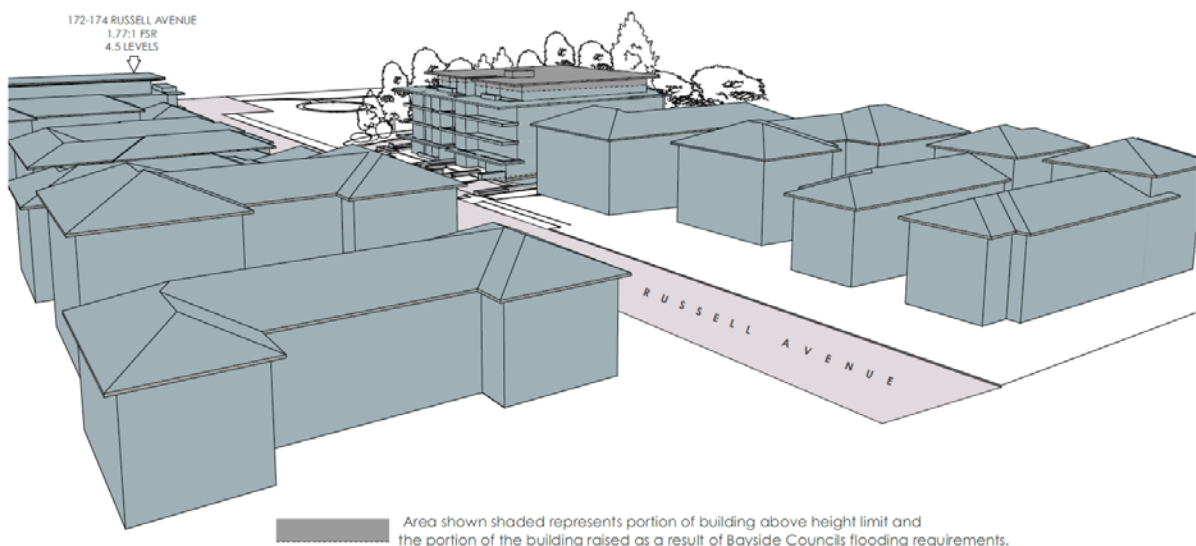 172-174 RUSSELL AVENUE
1.77:1 FSR
4.5 LEVELS
RUSSELL AVENUE
Area shown shaded represents portion of building above height limit and
the portion of the building raised as a result of Bayside Councils flooding requirements.